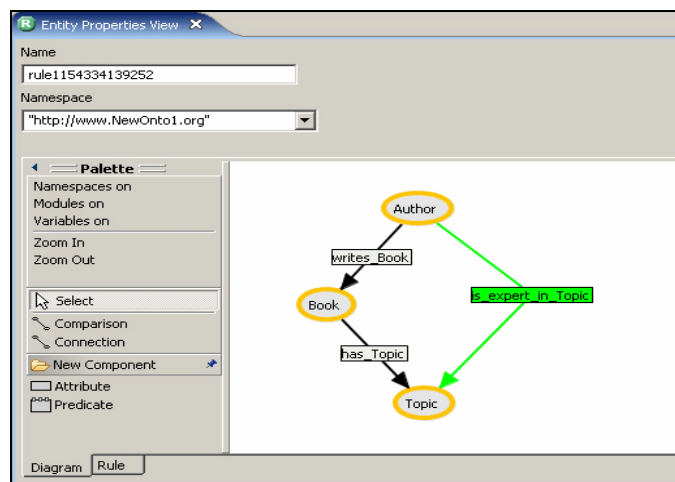 R Entity Properties View
Name
rule1154334139252
Namespace
"http://www.NewOnto1.org"
Palette
Namespaces on
Modules on
Variables on
Zoom In
Zoom Out
Select
Comparison
Connection
New Component
Attribute
Predicate
Author
writes_Book
is_expert_in_Topic
Book
has_Topic
Topic
Diagram Rule